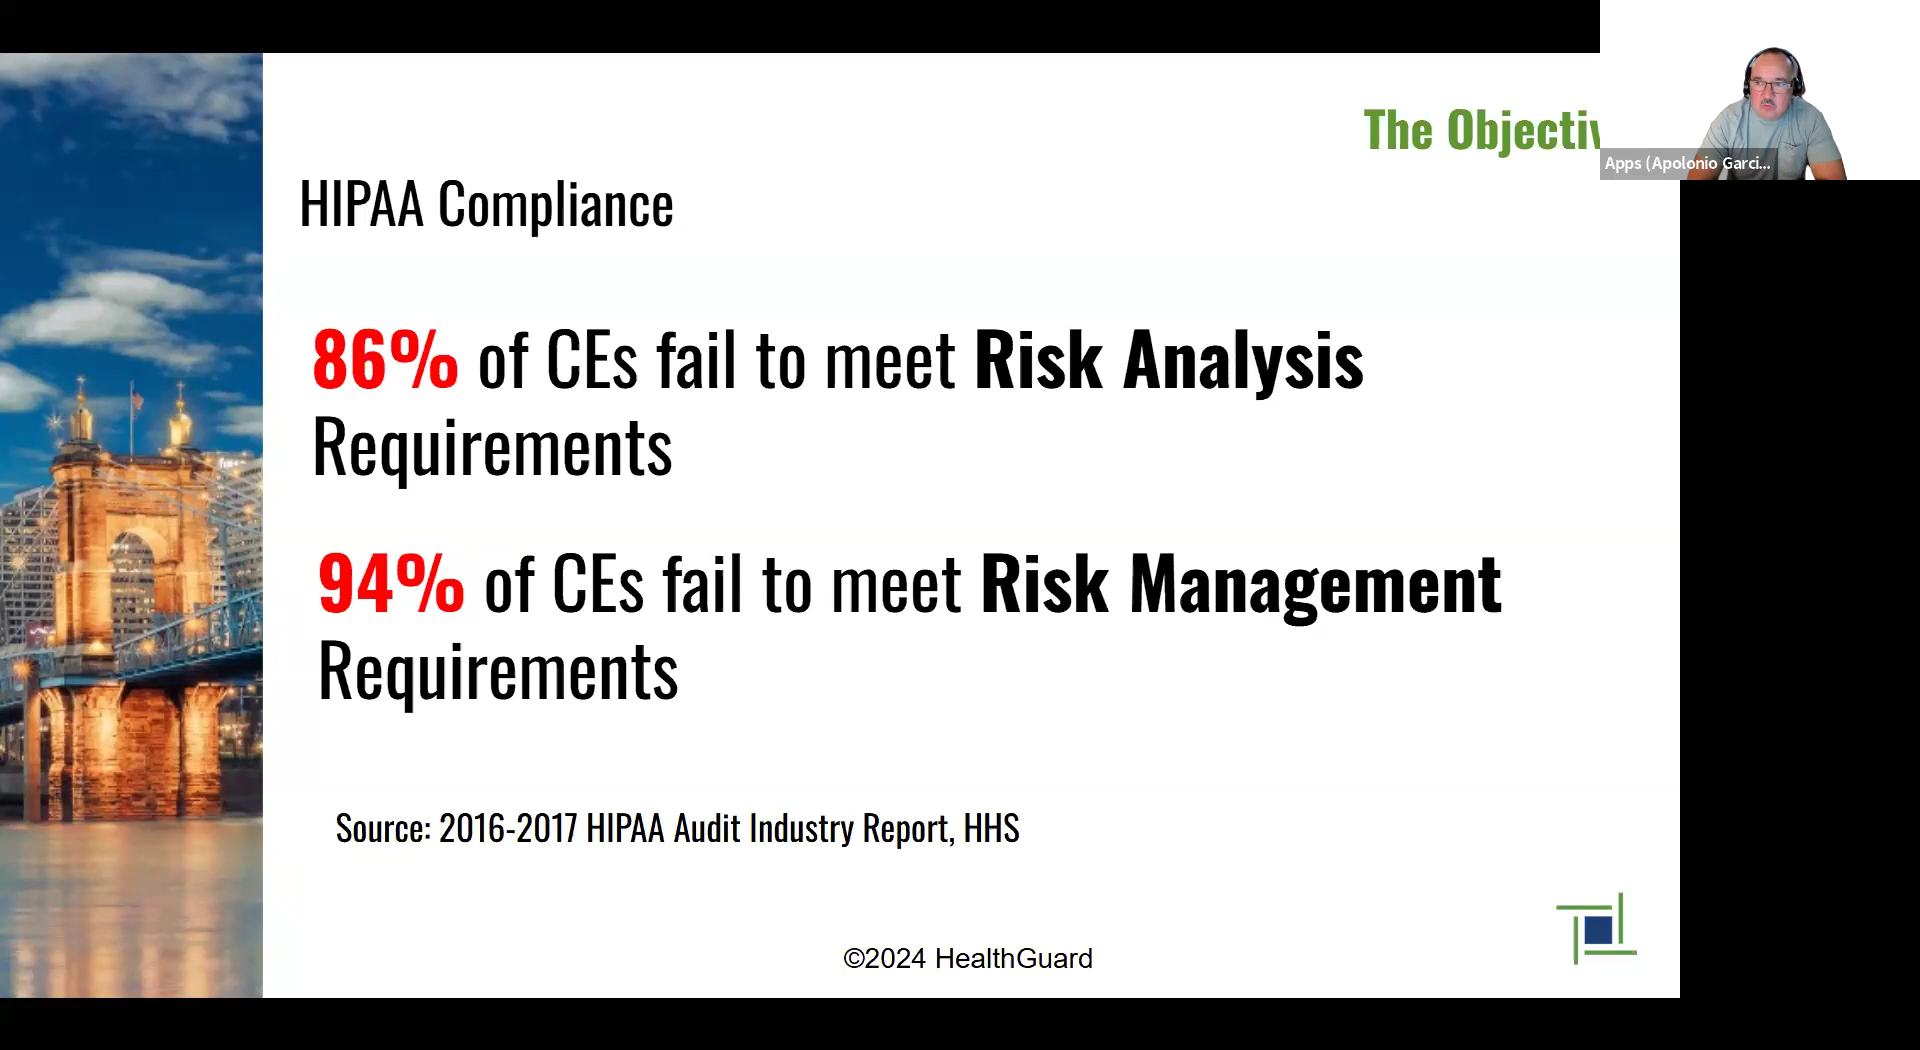 The Objectiv
Apps (Apolonio Garci...
HIPAA Compliance
86% of CEs fail to meet Risk Analysis
Requirements
94% of CEs fail to meet Risk Management
Requirements
Source: 2016-2017 HIPAA Audit Industry Report, HHS
©2024 HealthGuard